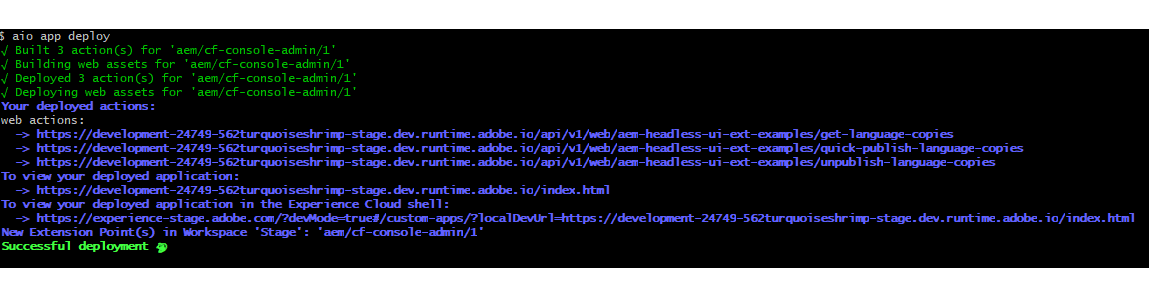 $ aio app deploy
√ Built 3 action(s) for 'aem/cf-console-admin/1'
√ Building web assets for 'aem/cf-console-admin/1'
√ Deployed 3 action(s) for 'aem/cf-console-admin/1'
√ Deploying web assets for 'aem/cf-console-admin/1'
Your deployed actions:
web actions:
  -> https://development-24749-562turquoiseshrimp-stage.dev.runtime.adobe.io/api/v1/web/aem-headless-ui-ext-examples/get-language-copies
  -> https://development-24749-562turquoiseshrimp-stage.dev.runtime.adobe.io/api/v1/web/aem-headless-ui-ext-examples/quick-publish-language-copies
  -> https://development-24749-562turquoiseshrimp-stage.dev.runtime.adobe.io/api/v1/web/aem-headless-ui-ext-examples/unpublish-language-copies
To view your deployed application:
  -> https://development-24749-562turquoiseshrimp-stage.dev.runtime.adobe.io/index.html
To view your deployed application in the Experience Cloud shell:
  -> https://experience-stage.adobe.com/?devMode=true#/custom-apps/?localDevUrl=https://development-24749-562turquoiseshrimp-stage.dev.runtime.adobe.io/index.html
New Extension Point(s) in Workspace 'Stage': 'aem/cf-console-admin/1'
Successful deployment